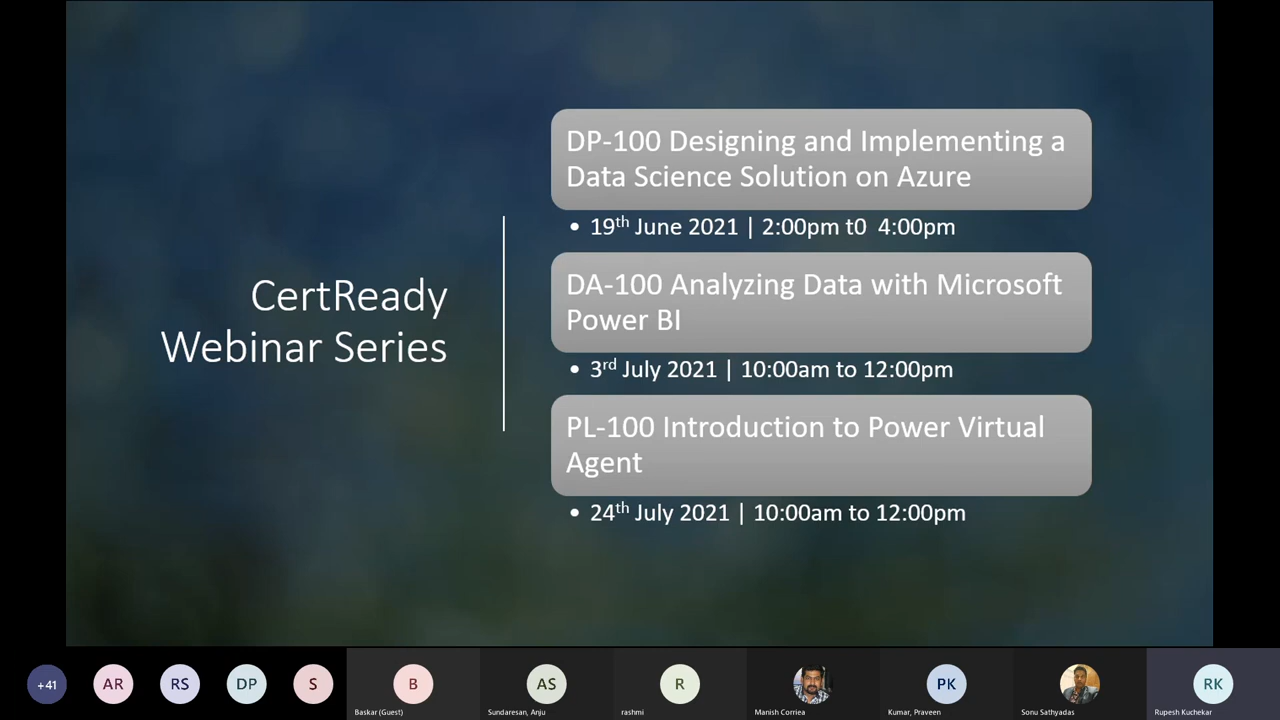 CertReady
Webinar Series
DP-100 Designing and Implementing a
Data Science Solution on Azure
• 19th June 2021 | 2:00pm t0  4:00pm
DA-100 Analyzing Data with Microsoft
Power BI
• 3rd July 2021 | 10:00am to 12:00pm
PL-100 Introduction to Power Virtual
Agent
• 24th July 2021 | 10:00am to 12:00pm
+41
AR
RS
DP
S
B
AS
R
PK
RK
Baskar (Guest)
Sundaresan, Anju
rashmi
Manish Corriea
Kumar, Praveen
Sonu Sathyadas
Rupesh Kuchekar